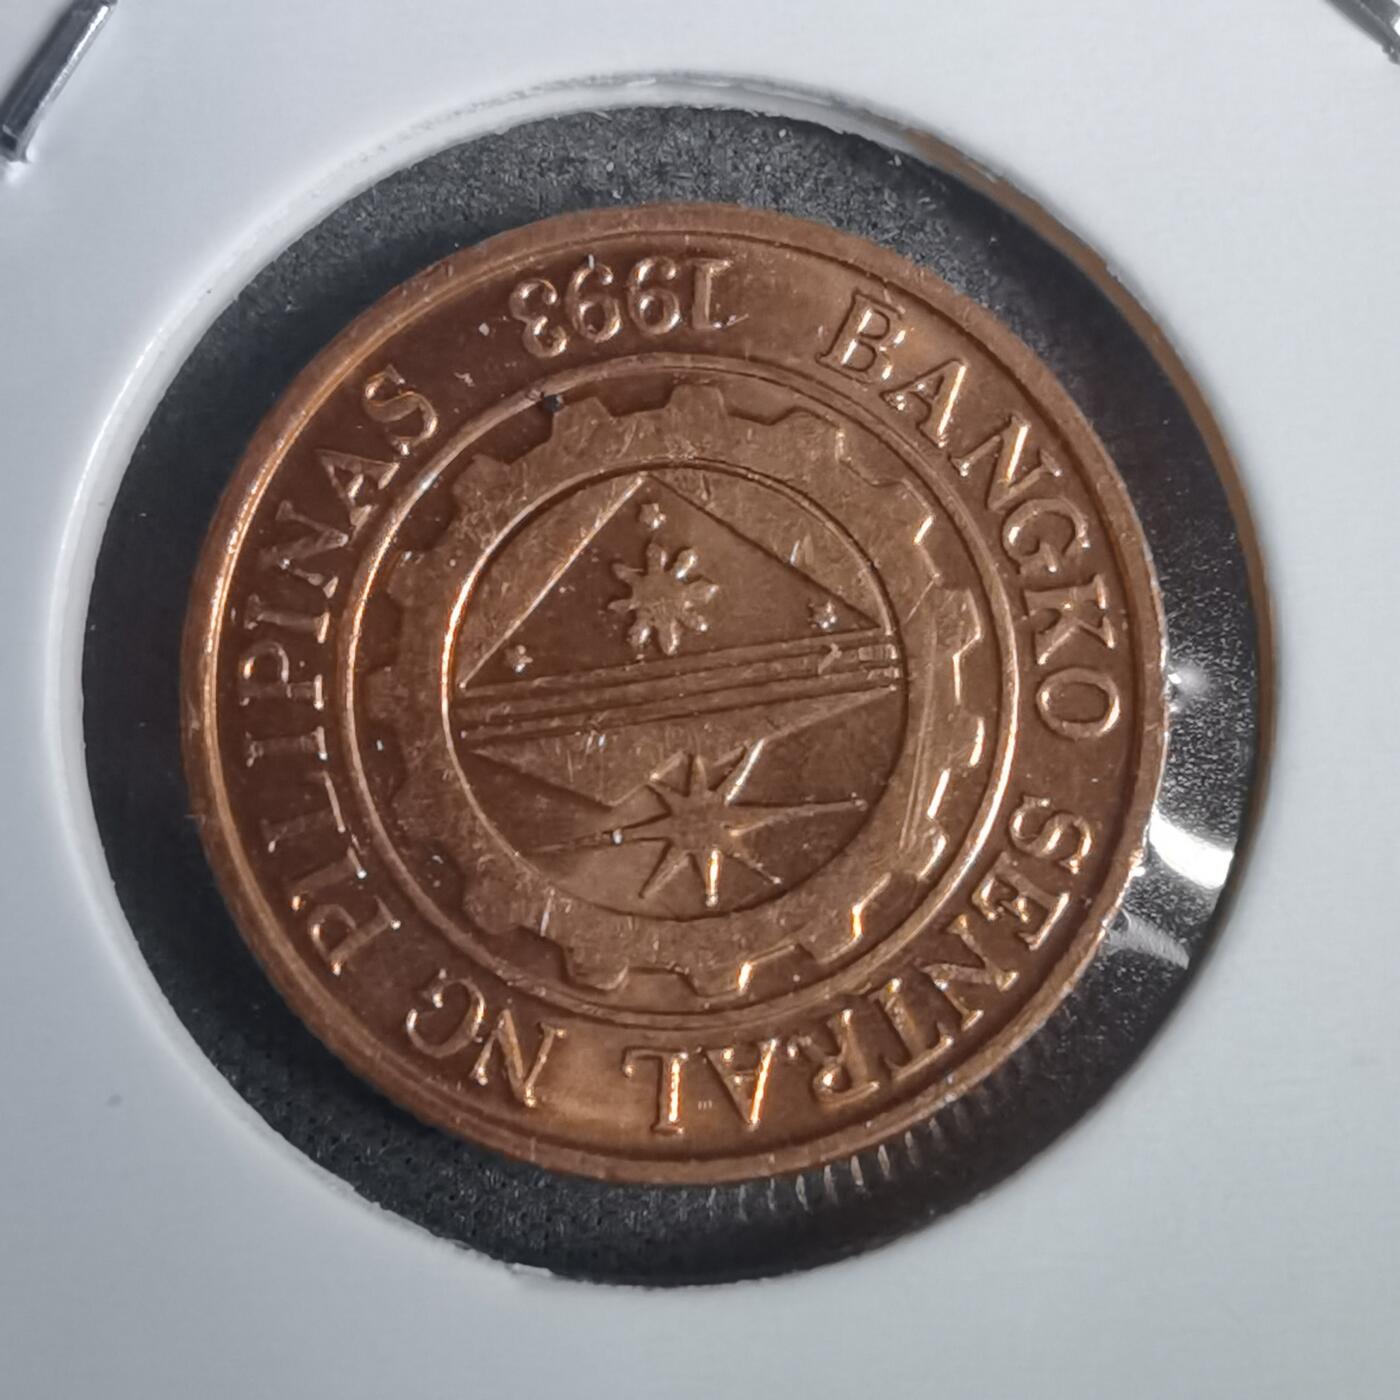 BANGKO SENTRAL NG PILIPINAS
1993